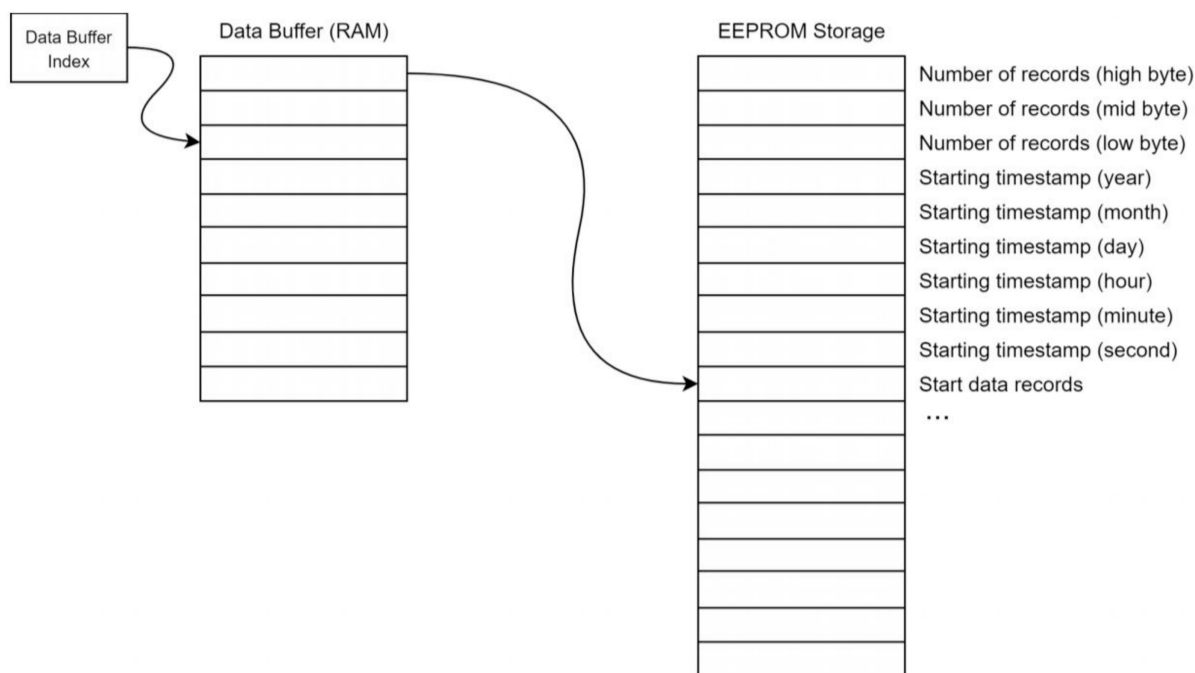 Data Buffer
Index
Data Buffer (RAM)
EEPROM Storage
Number of records (high byte)
Number of records (mid byte)
Number of records (low byte)
Starting timestamp (year)
Starting timestamp (month)
Starting timestamp (day)
Starting timestamp (hour)
Starting timestamp (minute)
Starting timestamp (second)
Start data records
...